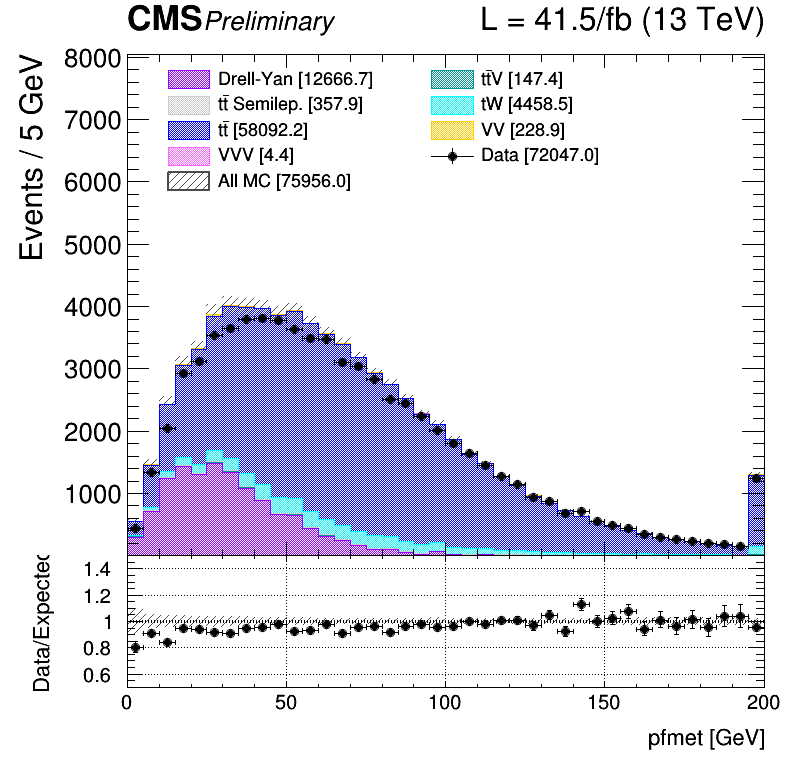 CMS Preliminary L = 41.5/fb (13 TeV)
Events / 5 GeV
8000
7000
6000
5000
4000
3000
2000
1000
Drell-Yan [12666.7]
tt̄ Semilep. [357.9]
tt̄ [58092.2]
VVV [4.4]
All MC [75956.0]
tt̄V [147.4]
tW [4458.5]
VV [228.9]
Data [72047.0]
Data/Expected
1.4
1.2
1
0.8
0.6
0 50 100 150 200
pfmet [GeV]